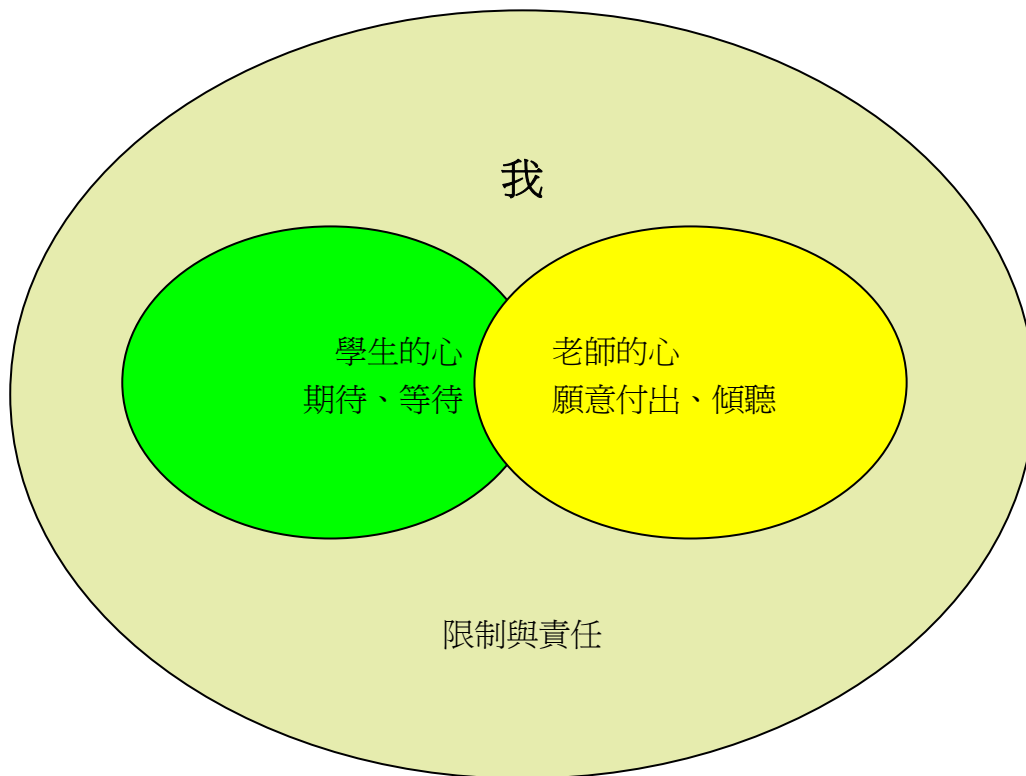 我
學生的心
期待、等待
老師的心
願意付出、傾聽
限制與責任